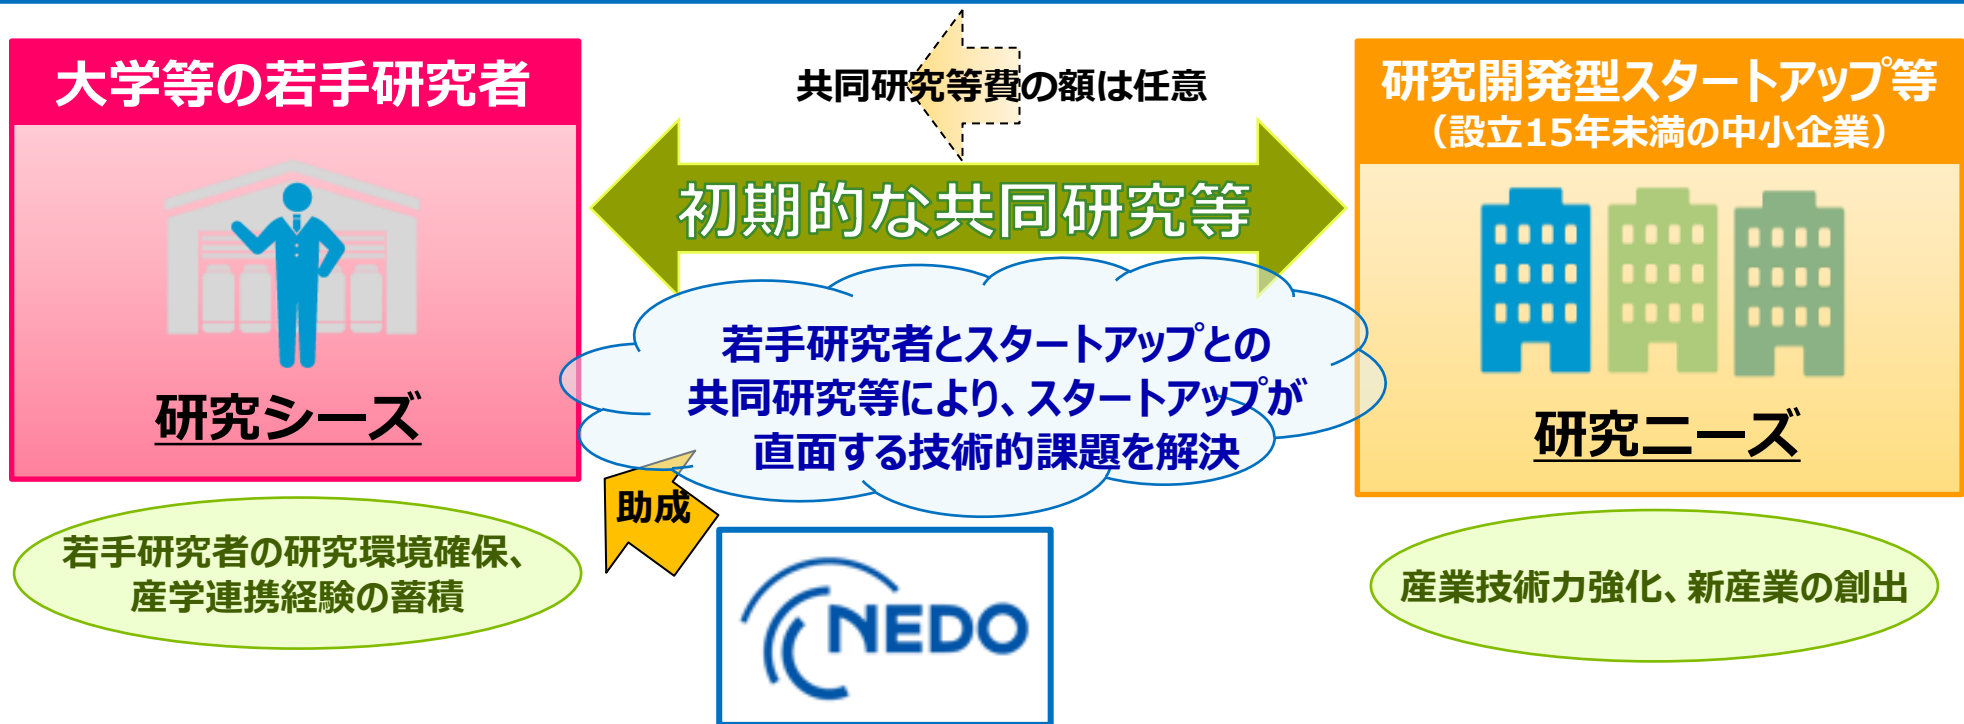 大学等の若手研究者
研究シーズ
若手研究者の研究環境確保、
産学連携経験の蓄積
共同研究等費の額は任意
初期的な共同研究等
若手研究者とスタートアップとの
共同研究等により、スタートアップが
直面する技術的課題を解決
助成
NEDO
研究開発型スタートアップ等
（設立15年未満の中小企業）
研究ニーズ
産業技術力強化、新産業の創出